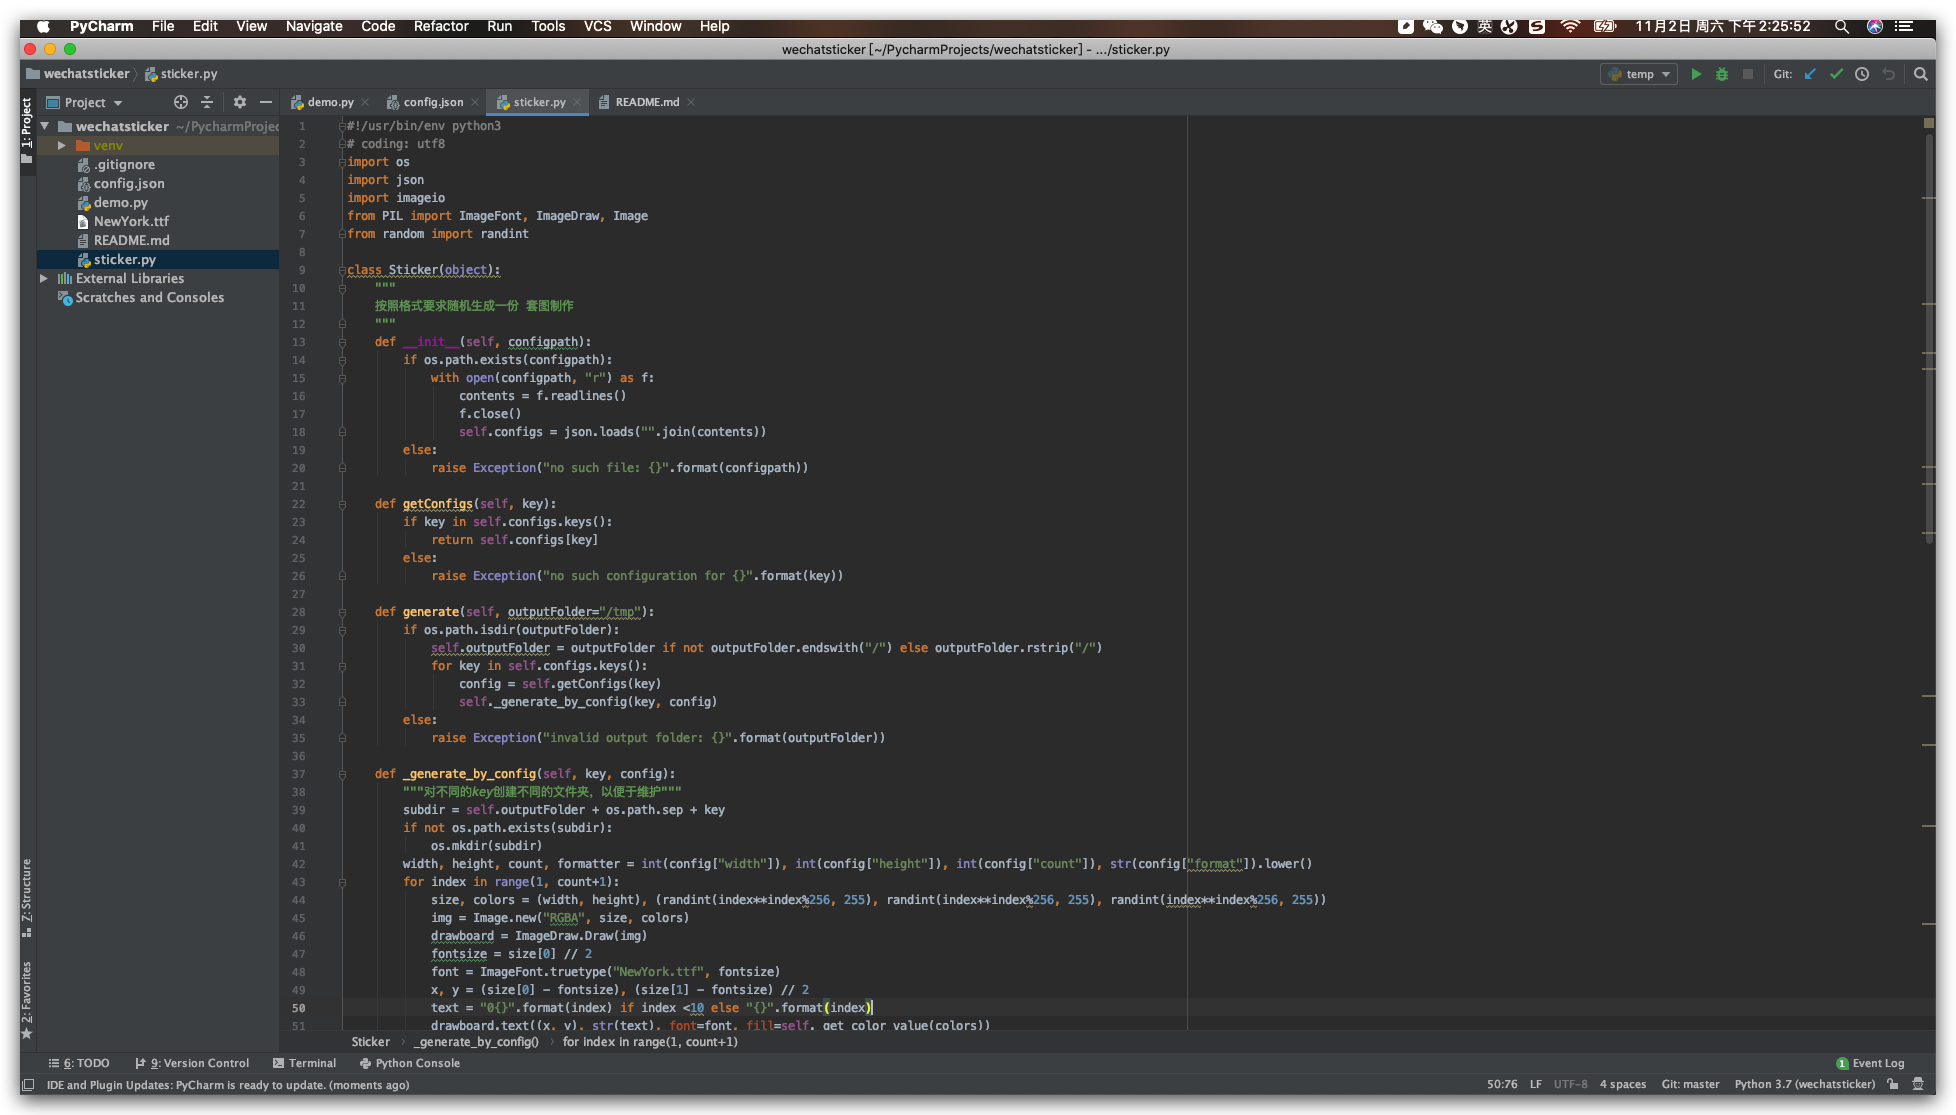 PyCharm File Edit View Navigate Code Refactor Run Tools VCS Window Help 英 11月2日 周六 下午2:25:52
wechatsticker [~/PycharmProjects/wechatsticker] - .../sticker.py
wechatsticker sticker.py temp Git:
Project demo.py config.json sticker.py README.md
1: Project
wechatsticker ~/PycharmProjec
venv
.gitignore
config.json
demo.py
NewYork.ttf
README.md
sticker.py
External Libraries
Scratches and Consoles
Z: Structure
2: Favorites
1 #!/usr/bin/env python3
2 # coding: utf8
3 import os
4 import json
5 import imageio
6 from PIL import ImageFont, ImageDraw, Image
7 from random import randint
8
9 class Sticker(object):
10 """
11 按照格式要求随机生成一份 套图制作
12 """
13 def __init__(self, configpath):
14 if os.path.exists(configpath):
15 with open(configpath, "r") as f:
16 contents = f.readlines()
17 f.close()
18 self.configs = json.loads("".join(contents))
19 else:
20 raise Exception("no such file: {}".format(configpath))
21
22 def getConfigs(self, key):
23 if key in self.configs.keys():
24 return self.configs[key]
25 else:
26 raise Exception("no such configuration for {}".format(key))
27
28 def generate(self, outputFolder="/tmp"):
29 if os.path.isdir(outputFolder):
30 self.outputFolder = outputFolder if not outputFolder.endswith("/") else outputFolder.rstrip("/")
31 for key in self.configs.keys():
32 config = self.getConfigs(key)
33 self._generate_by_config(key, config)
34 else:
35 raise Exception("invalid output folder: {}".format(outputFolder))
36
37 def _generate_by_config(self, key, config):
38 """对不同的key创建不同的文件夹，以便于维护"""
39 subdir = self.outputFolder + os.path.sep + key
40 if not os.path.exists(subdir):
41 os.mkdir(subdir)
42 width, height, count, formatter = int(config["width"]), int(config["height"]), int(config["count"]), str(config["format"]).lower()
43 for index in range(1, count+1):
44 size, colors = (width, height), (randint(index**index%256, 255), randint(index**index%256, 255), randint(index**index%256, 255))
45 img = Image.new("RGBA", size, colors)
46 drawboard = ImageDraw.Draw(img)
47 fontsize = size[0] // 2
48 font = ImageFont.truetype("NewYork.ttf", fontsize)
49 x, y = (size[0] - fontsize), (size[1] - fontsize) // 2
50 text = "0{}".format(index) if index <10 else "{}".format(index)
51 drawboard.text((x, y), str(text), font=font, fill=self._get_color_value(colors))
Sticker › _generate_by_config() › for index in range(1, count+1)
6: TODO 9: Version Control Terminal Python Console 1 Event Log
IDE and Plugin Updates: PyCharm is ready to update. (moments ago) 50:76 LF UTF-8 4 spaces Git: master Python 3.7 (wechatsticker)